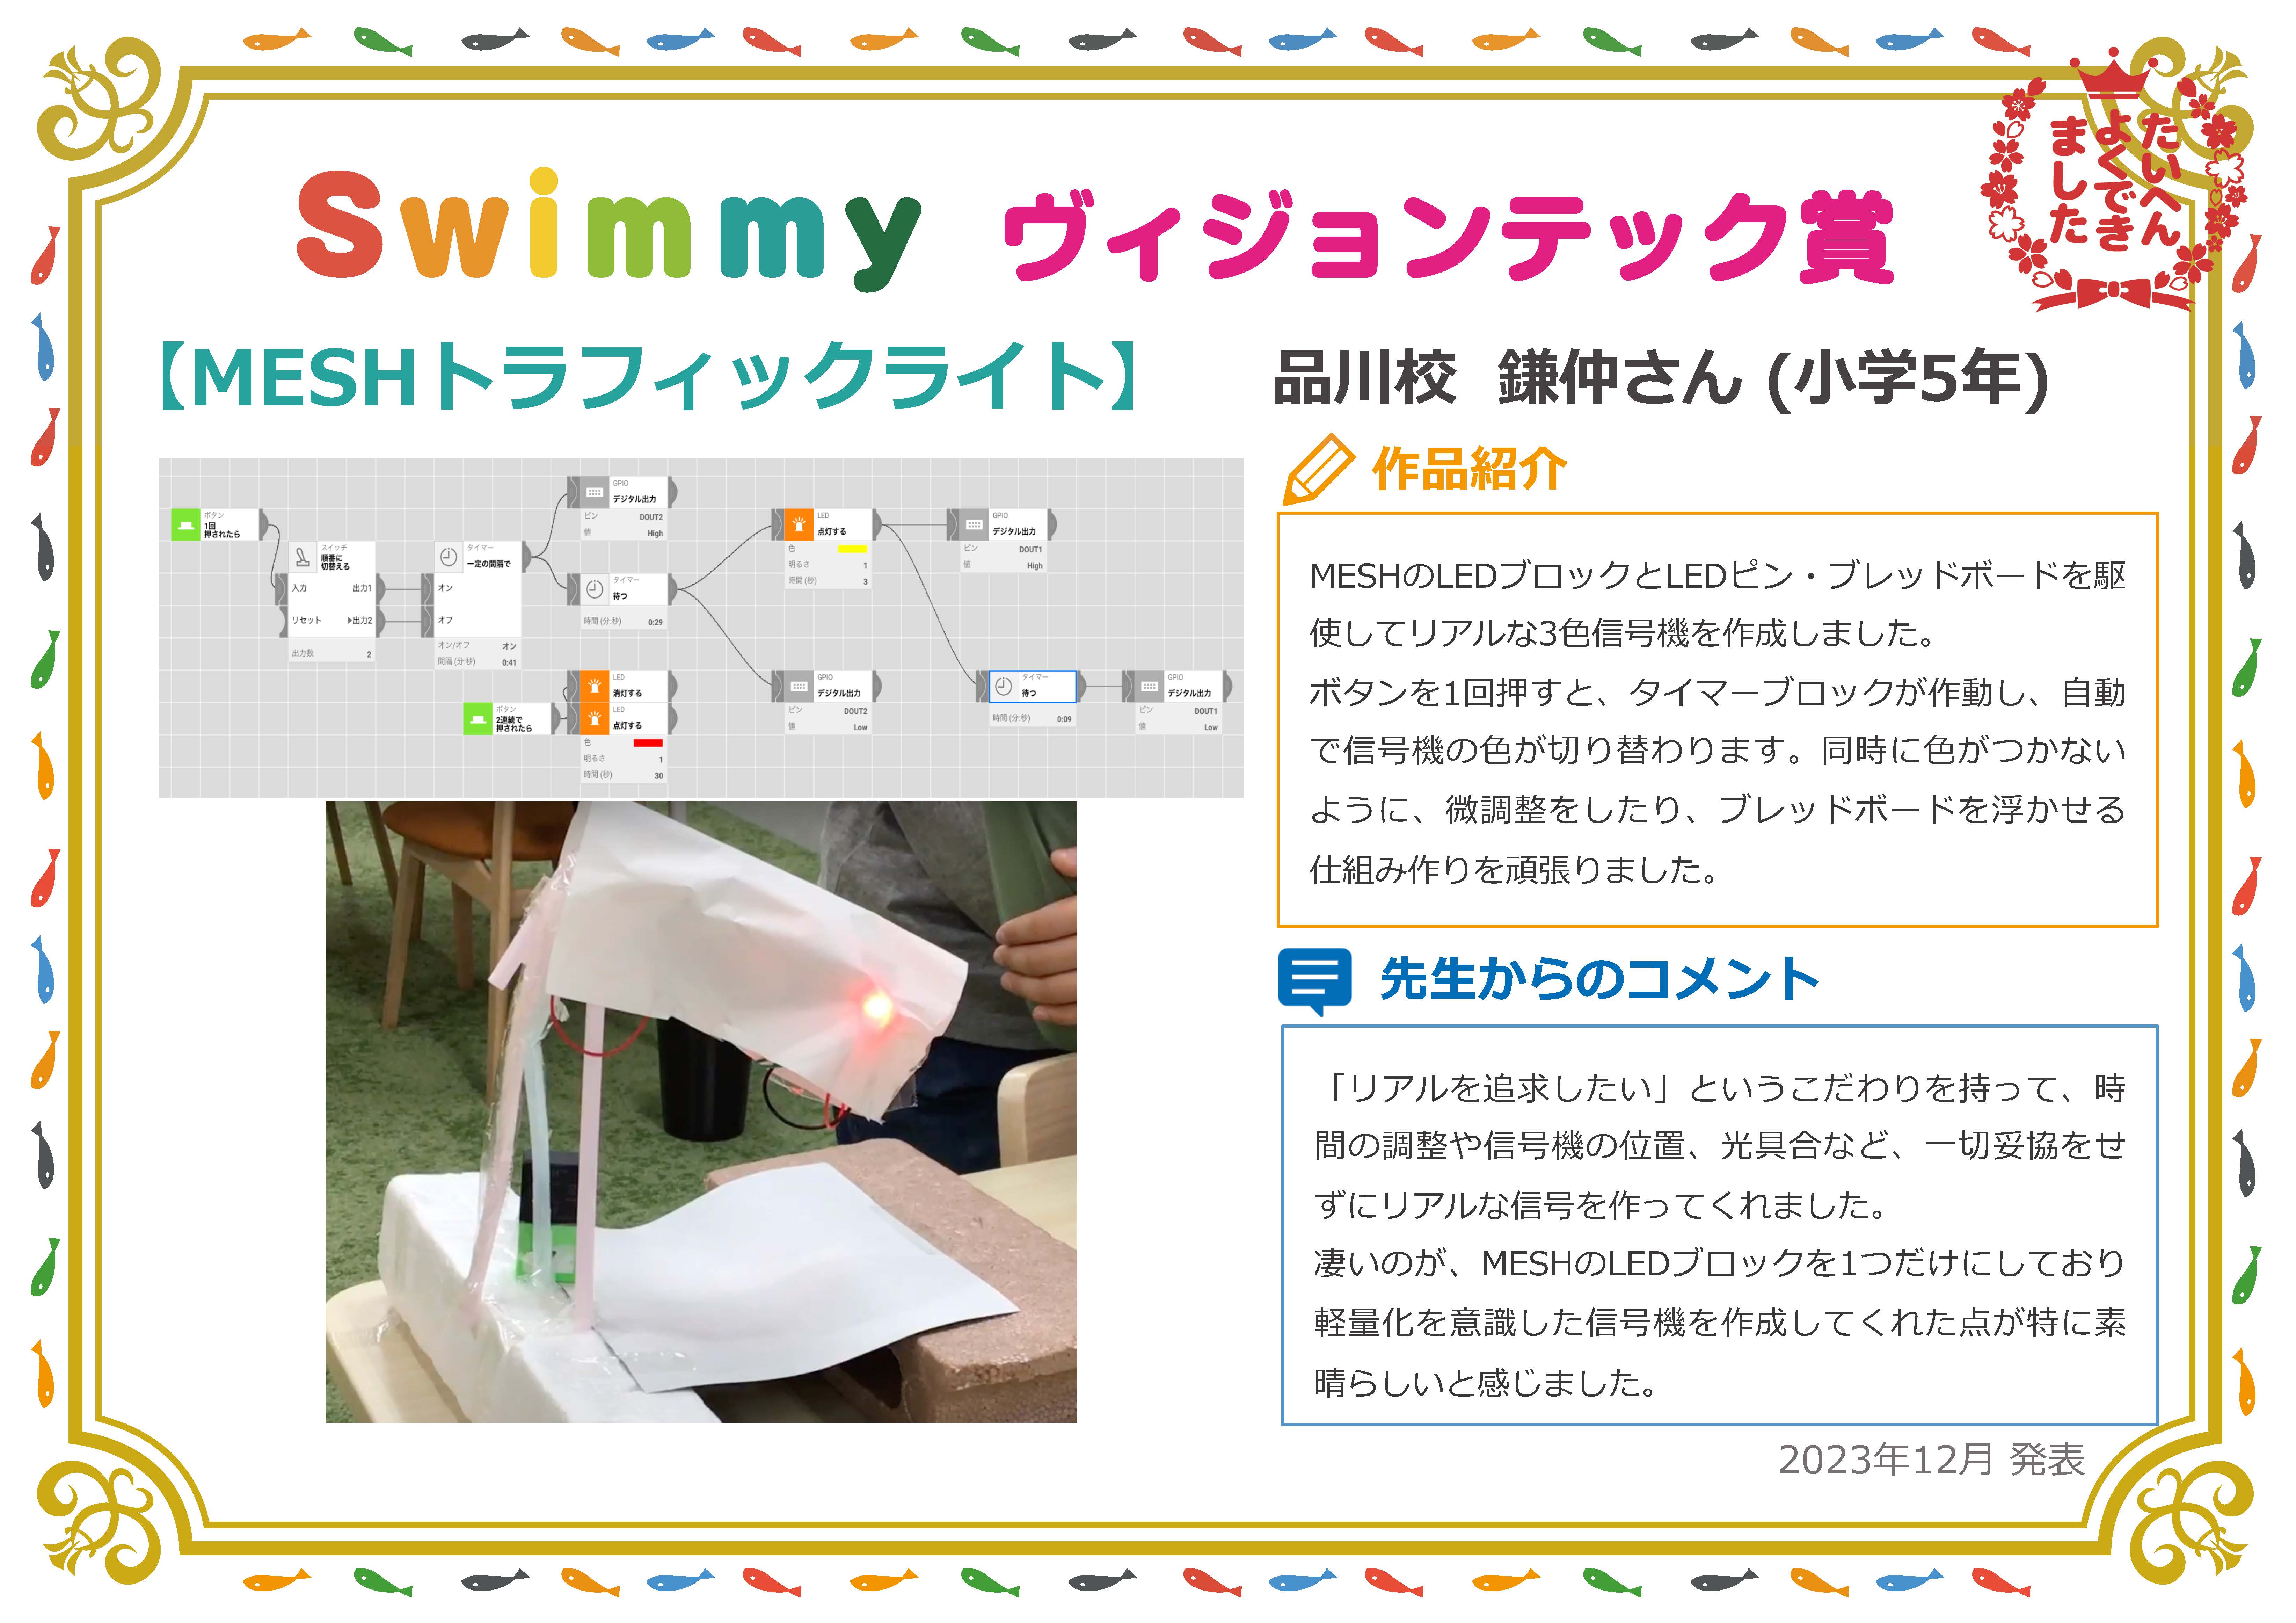 Swimmy ヴィジョンテック賞
たいへん
よくでき
ました
【MESHトラフィックライト】
品川校 鎌仲さん (小学5年)
ボタン
1回
押されたら
スイッチ
順番に
切替える
入力 出力1
リセット ▶出力2
出力数 2
タイマー
一定の間隔で
オン
オフ
オン/オフ オン
間隔(分:秒) 0:41
GPIO
デジタル出力
ピン DOUT2
値 High
タイマー
待つ
時間(分:秒) 0:29
LED
点灯する
色
明るさ 1
時間(秒) 3
GPIO
デジタル出力
ピン DOUT1
値 High
ボタン
2連続で
押されたら
LED
消灯する
LED
点灯する
色
明るさ 1
時間(秒) 30
GPIO
デジタル出力
ピン DOUT2
値 Low
タイマー
待つ
時間(分:秒) 0:09
GPIO
デジタル出力
ピン DOUT1
値 Low
作品紹介
MESHのLEDブロックとLEDピン・ブレッドボードを駆
使してリアルな3色信号機を作成しました。
ボタンを1回押すと、タイマーブロックが作動し、自動
で信号機の色が切り替わります。同時に色がつかない
ように、微調整をしたり、ブレッドボードを浮かせる
仕組み作りを頑張りました。
先生からのコメント
「リアルを追求したい」というこだわりを持って、時
間の調整や信号機の位置、光具合など、一切妥協をせ
ずにリアルな信号を作ってくれました。
凄いのが、MESHのLEDブロックを1つだけにしており
軽量化を意識した信号機を作成してくれた点が特に素
晴らしいと感じました。
2023年12月 発表